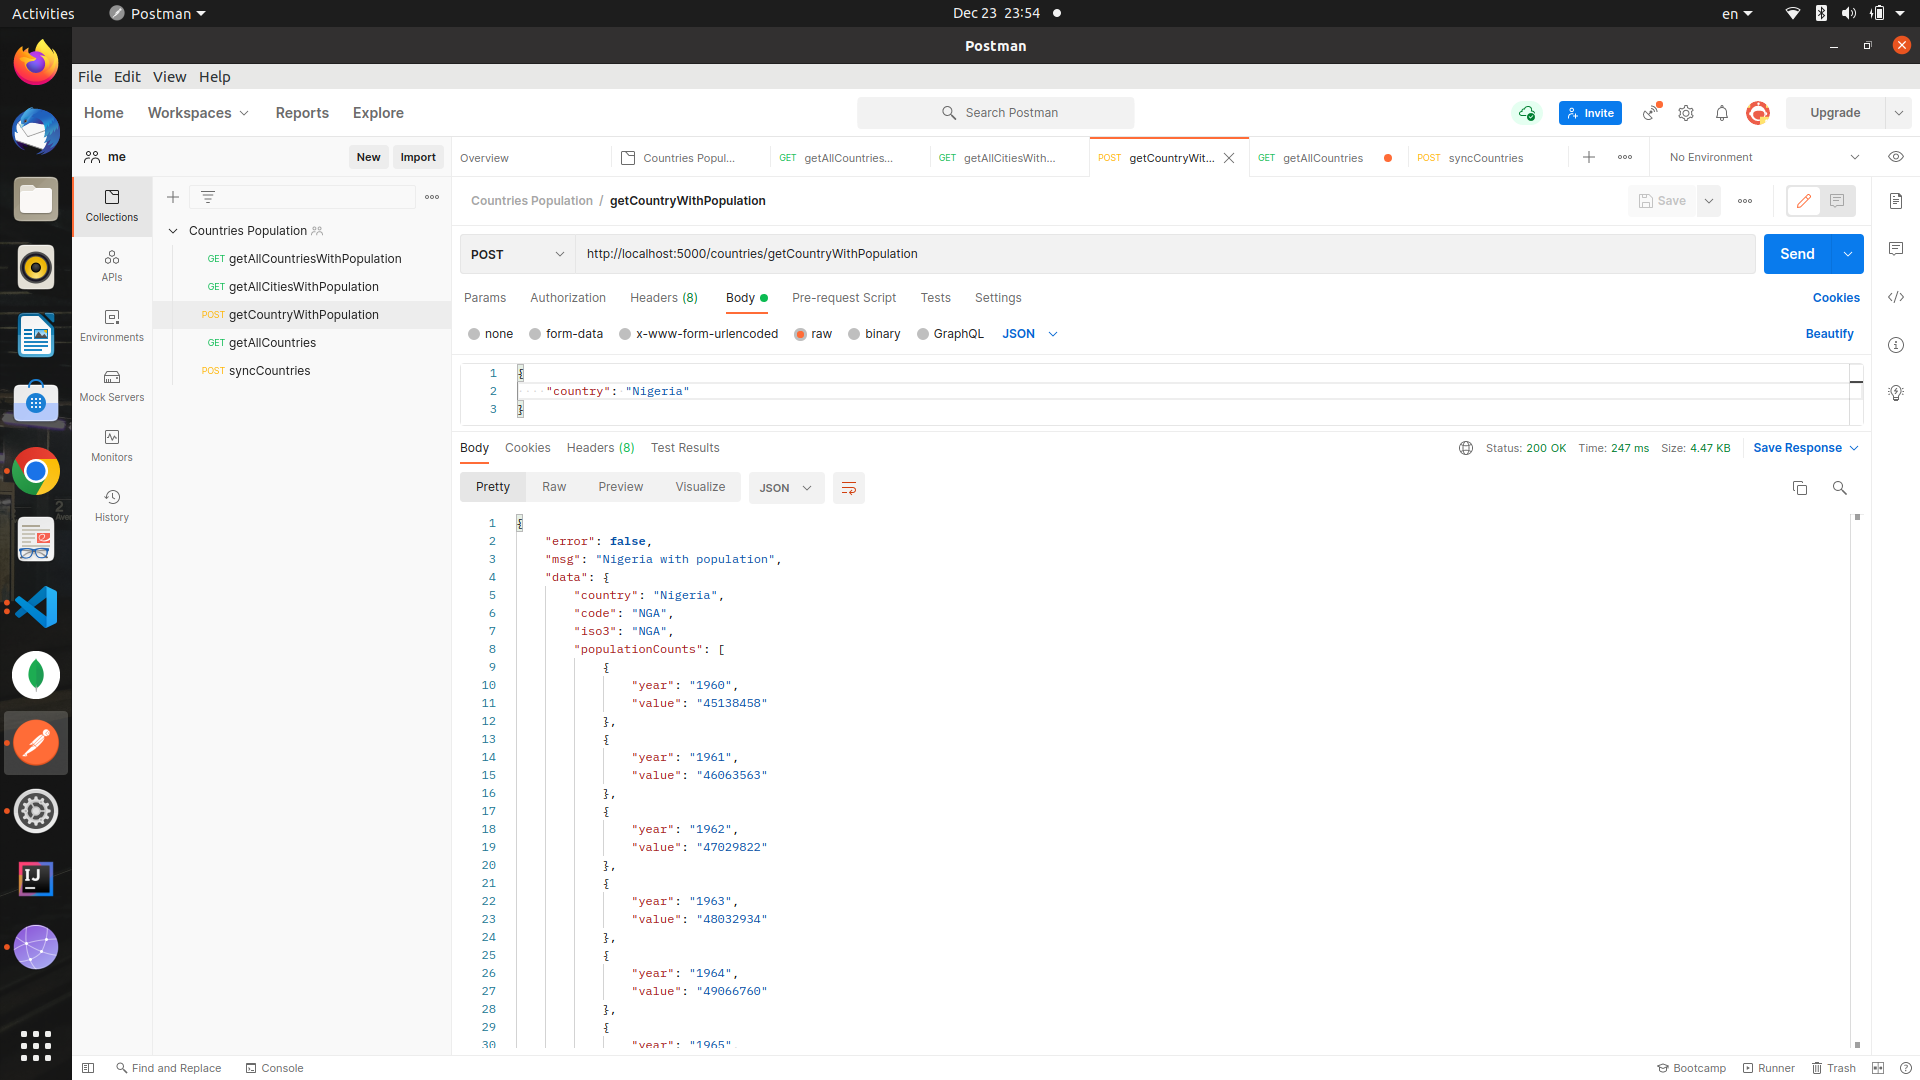 Activities Postman Dec 23 23:54 en
Postman
File Edit View Help
Home Workspaces Reports Explore Search Postman Invite Upgrade
me New Import Overview Countries Popul... GET getAllCountries... GET getAllCitiesWith... POST getCountryWit... GET getAllCountries POST syncCountries No Environment
Collections
APIs
Environments
Mock Servers
Monitors
History
Countries Population
GET getAllCountriesWithPopulation
GET getAllCitiesWithPopulation
POST getCountryWithPopulation
GET getAllCountries
POST syncCountries
Countries Population / getCountryWithPopulation Save
POST http://localhost:5000/countries/getCountryWithPopulation Send
Params Authorization Headers (8) Body Pre-request Script Tests Settings Cookies
none form-data x-www-form-urlencoded raw binary GraphQL JSON Beautify
1 {
2 "country": "Nigeria"
3 }
Body Cookies Headers (8) Test Results Status: 200 OK Time: 247 ms Size: 4.47 KB Save Response
Pretty Raw Preview Visualize JSON
1 {
2 "error": false,
3 "msg": "Nigeria with population",
4 "data": {
5 "country": "Nigeria",
6 "code": "NGA",
7 "iso3": "NGA",
8 "populationCounts": [
9 {
10 "year": "1960",
11 "value": "45138458"
12 },
13 {
14 "year": "1961",
15 "value": "46063563"
16 },
17 {
18 "year": "1962",
19 "value": "47029822"
20 },
21 {
22 "year": "1963",
23 "value": "48032934"
24 },
25 {
26 "year": "1964",
27 "value": "49066760"
28 },
29 {
30 "year": "1965",
Find and Replace Console Bootcamp Runner Trash